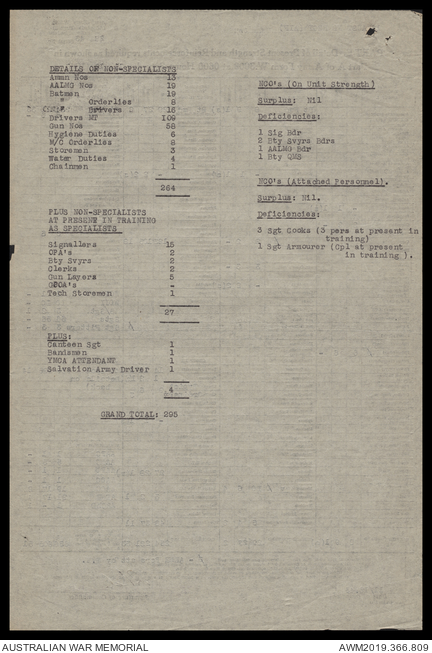 DETAILS OF NON-SPECIALISTS
Amman Nos 13
AALMG Nos 19
Batmen 19
" Orderlies 8
" Drivers 16
Drivers MT 109
Gun Nos 58
Hygiene Duties 6
M/C Orderlies 8
Storemen 3
Water Duties 4
Chainmen 1
264
PLUS NON-SPECIALISTS
AT PRESENT IN TRAINING
AS SPECIALISTS
Signallers 15
OPA's 2
Bty Svyrs 2
Clerks 2
Gun Layers 5
GPOA's -
Tech Storemen 1
27
PLUS:
Canteen Sgt 1
Bandsmen 1
YMCA ATTENDANT 1
Salvation Army Driver 1
4
GRAND TOTAL: 295
NCO's (On Unit Strength)
Surplus: Nil
Deficiencies:
1 Sig Bdr
2 Bty Svyrs Bdrs
1 AALMG Bdr
1 Bty QMS
NCO's (Attached Personnel).
Surplus: Nil.
Deficiencies:
3 Sgt Cooks (3 pers at present in
training)
1 Sgt Armourer (Cpl at present
in training ).
AUSTRALIAN WAR MEMORIAL
AWM2019.366.809